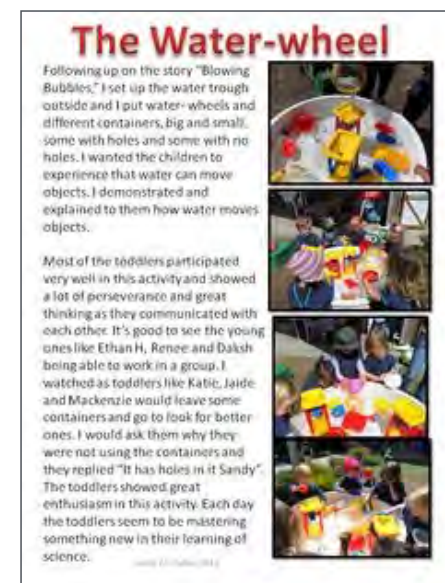 The Water-wheel
Following up on the story "Blowing
Bubbles," I set up the water trough
outside and I put water- wheels and
different containers, big and small,
some with holes and some with no
holes. I wanted the children to
experience that water can move
objects. I demonstrated and
explained to them how water moves
objects.
Most of the toddlers participated
very well in this activity and showed
a lot of perseverance and great
thinking as they communicated with
each other. It's good to see the young
ones like Ethan H, Renee and Daksh
being able to work in a group. I
watched as toddlers like Katie, Jaide
and Mackenzie would leave some
containers and go to look for better
ones. I would ask them why they
were not using the containers and
they replied "It has holes in it Sandy".
The toddlers showed great
enthusiasm in this activity. Each day
the toddlers seem to be mastering
something new in their learning of
science.